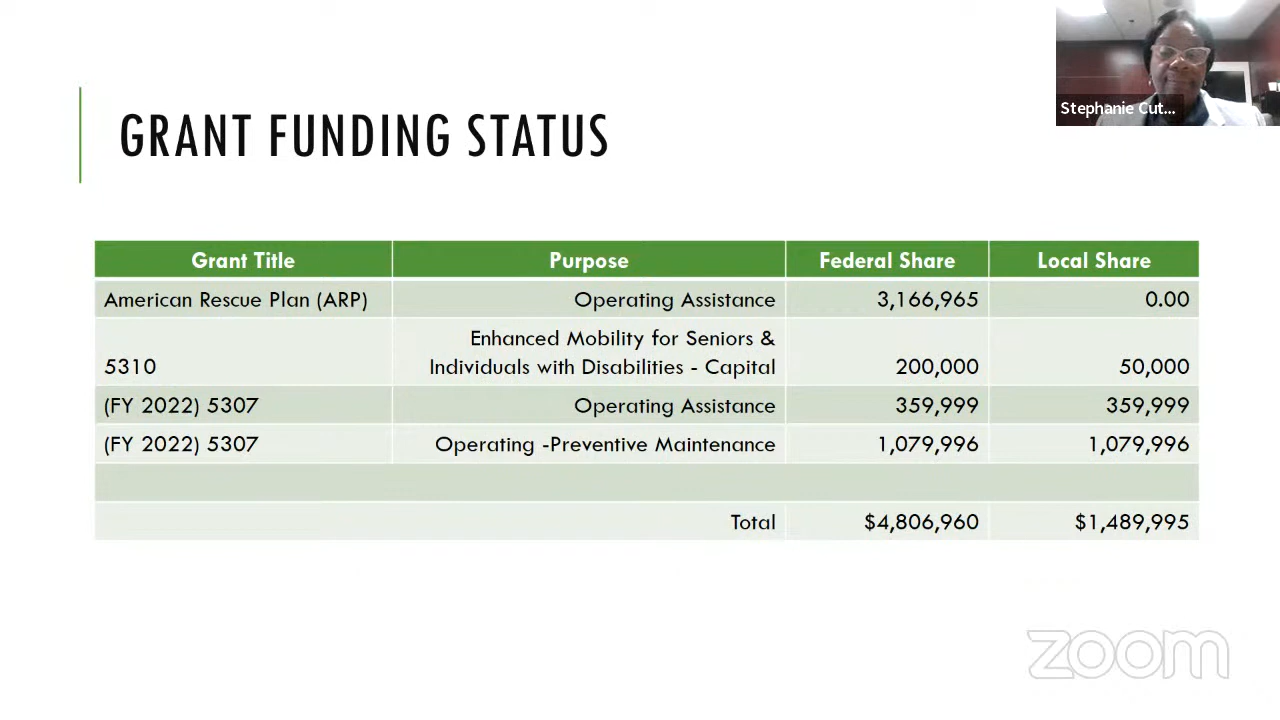 Stephanie Cut...
GRANT FUNDING STATUS
Grant Title Purpose Federal Share Local Share
American Rescue Plan (ARP) Operating Assistance 3,166,965 0.00
Enhanced Mobility for Seniors &
5310 Individuals with Disabilities - Capital 200,000 50,000
(FY 2022) 5307 Operating Assistance 359,999 359,999
(FY 2022) 5307 Operating -Preventive Maintenance 1,079,996 1,079,996
Total $4,806,960 $1,489,995
zoom